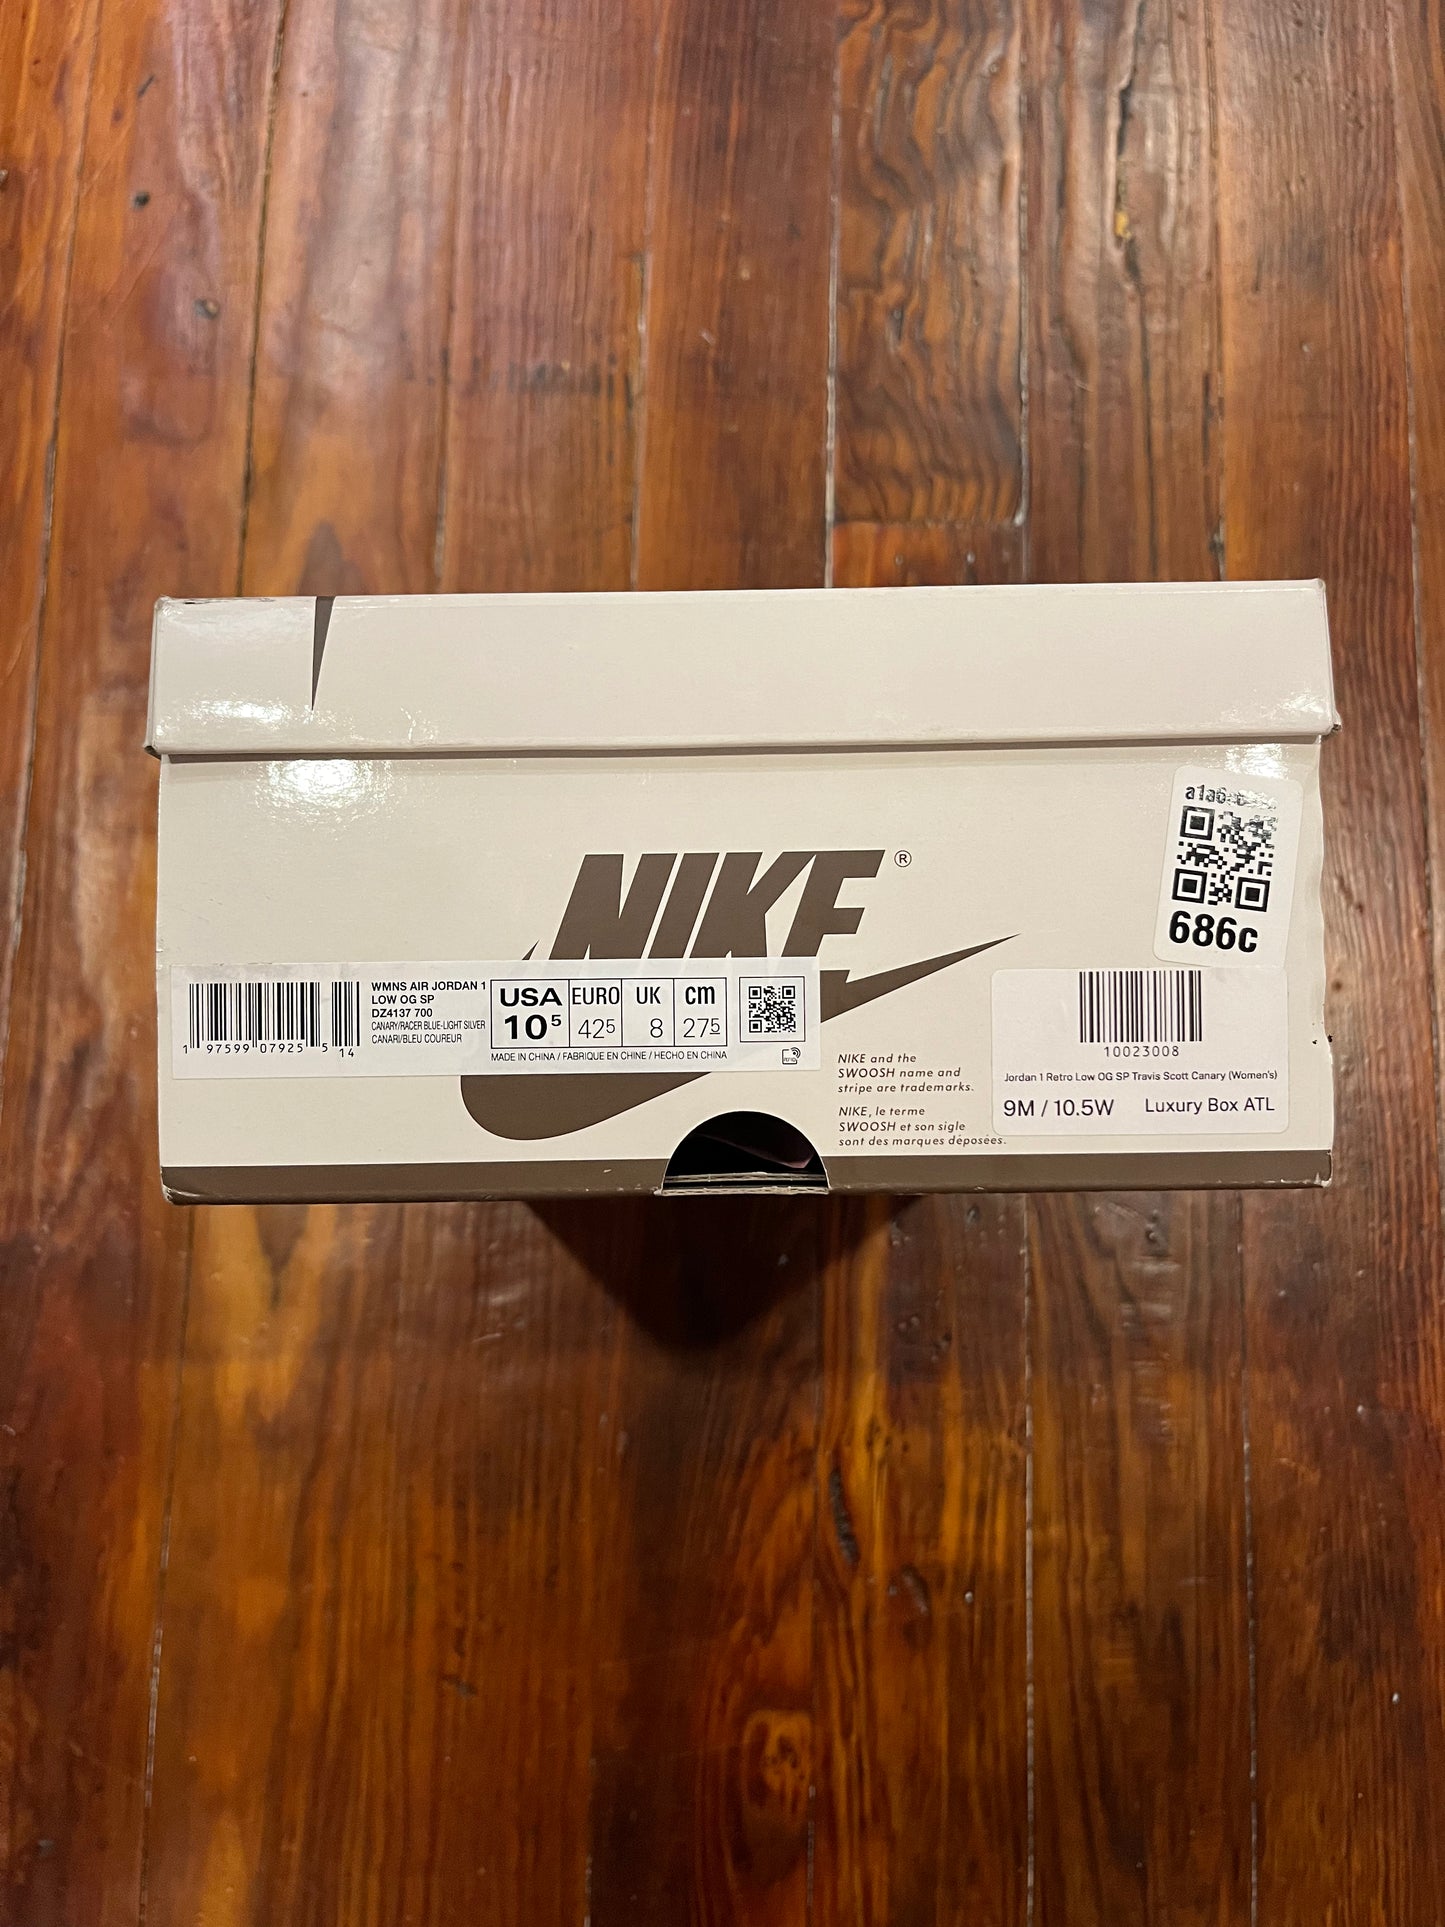 NIKE®
a1a6
686c
WMNS AIR JORDAN 1
LOW OG SP
DZ4137 700
CANARY/RACER BLUE-LIGHT SILVER
CANARI/BLEU COUREUR
1 97599 07925 5 14
USA EURO UK cm
10⁵ 42⁵ 8 27⁵
MADE IN CHINA / FABRIQUE EN CHINE / HECHO EN CHINA
NIKE and the
SWOOSH name and
stripe are trademarks.
NIKE, le terme
SWOOSH et son sigle
sont des marques déposées.
10023008
Jordan 1 Retro Low OG SP Travis Scott Canary (Women's)
9M / 10.5W Luxury Box ATL